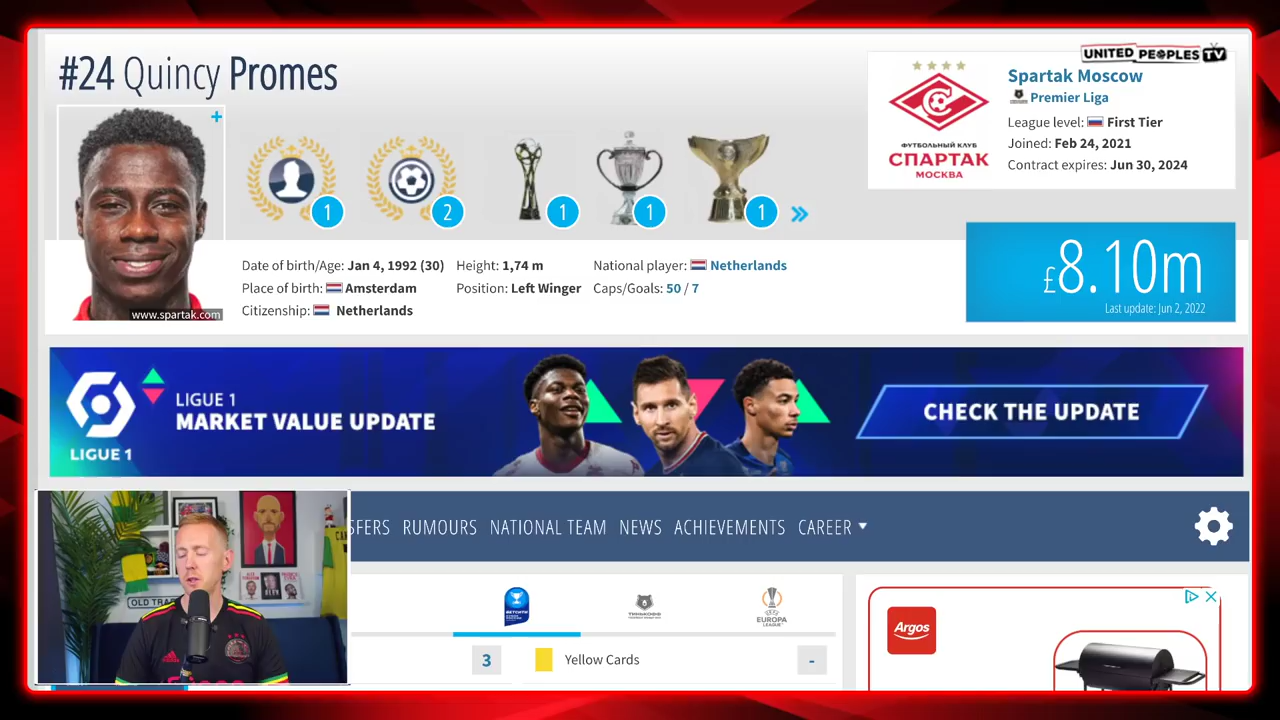 #24 Quincy Promes
UNITED PEOPLES TV
Spartak Moscow
Premier Liga
League level: First Tier
Joined: Feb 24, 2021
Contract expires: Jun 30, 2024
ФУТБОЛЬНЫЙ КЛУБ
СПАРТАК
МОСКВА
+
1
2
1
1
1
www.spartak.com
Date of birth/Age: Jan 4, 1992 (30)
Place of birth: Amsterdam
Citizenship: Netherlands
Height: 1,74 m
Position: Left Winger
National player: Netherlands
Caps/Goals: 50 / 7
£8.10m
Last update: Jun 2, 2022
LIGUE 1
LIGUE 1
MARKET VALUE UPDATE
CHECK THE UPDATE
SFERS RUMOURS NATIONAL TEAM NEWS ACHIEVEMENTS CAREER
OLD TRA
ТИНЬКОФФ
EUROPA
LEAGUE
3 Yellow Cards -
Argos
adidas